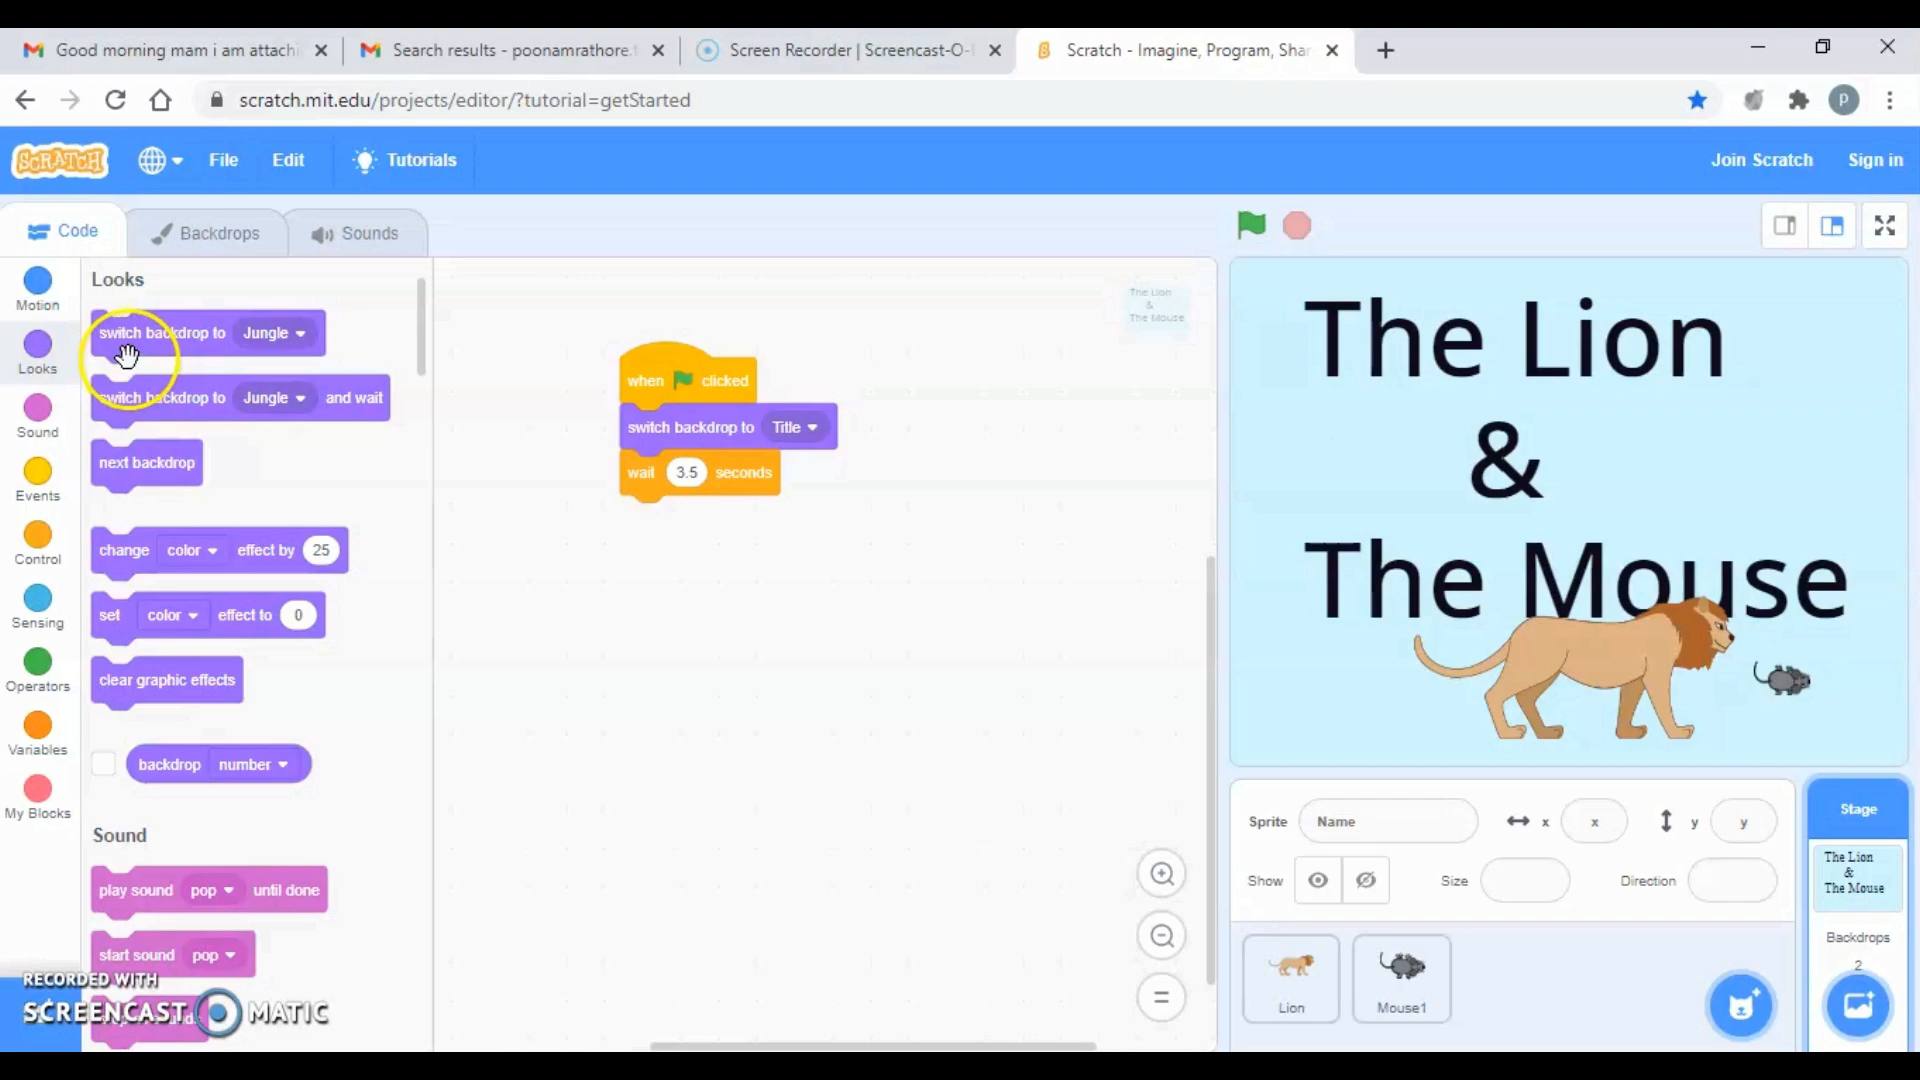 Good morning mam i am attachi
Search results - poonamrathore.
Screen Recorder | Screencast-O-
Scratch - Imagine, Program, Shar
scratch.mit.edu/projects/editor/?tutorial=getStarted
P
SCRATCH
File
Edit
Tutorials
Join Scratch
Sign in
Code
Backdrops
Sounds
Motion
Looks
Sound
Events
Control
Sensing
Operators
Variables
My Blocks
Looks
switch backdrop to Jungle
switch backdrop to Jungle and wait
next backdrop
change color effect by 25
set color effect to 0
clear graphic effects
backdrop number
Sound
play sound pop until done
start sound pop
RECORDED WITH
SCREENCAST MATIC
when clicked
switch backdrop to Title
wait 3.5 seconds
The Lion
&
The Mouse
The Lion
&
The Mouse
Sprite Name x x y y
Show Size Direction
Lion
Mouse1
Stage
The Lion
&
The Mouse
Backdrops
2